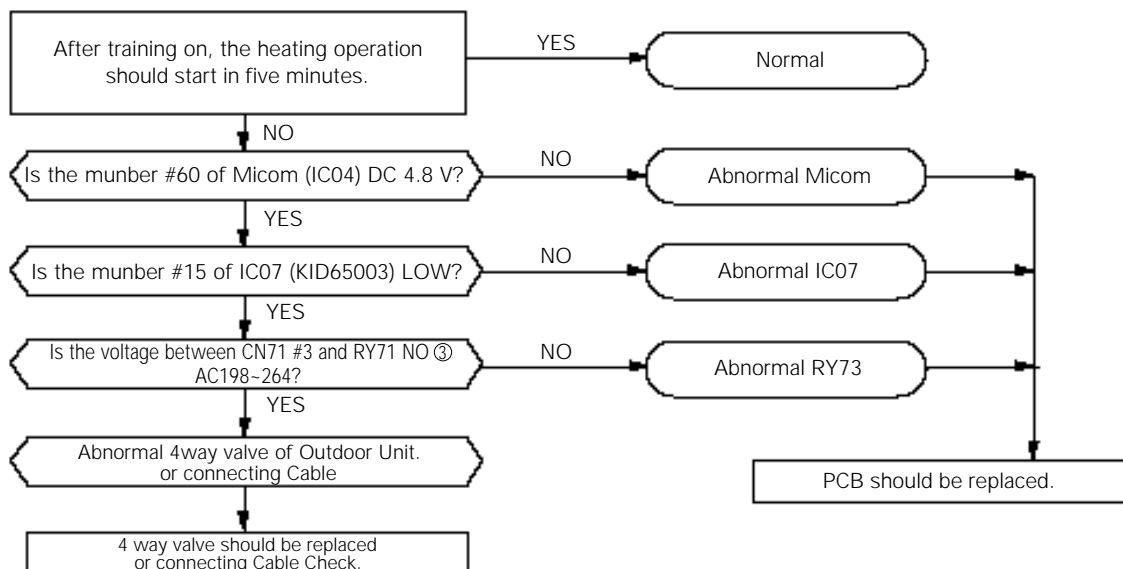 After training on, the heating operation
should start in five minutes.
YES
Normal
NO
Is the munber #60 of Micom (IC04) DC 4.8 V?
NO
Abnormal Micom
YES
Is the munber #15 of IC07 (KID65003) LOW?
NO
Abnormal IC07
YES
Is the voltage between CN71 #3 and RY71 NO ③
AC198~264?
NO
Abnormal RY73
YES
Abnormal 4way valve of Outdoor Unit.
or connecting Cable
PCB should be replaced.
4 way valve should be replaced
or connecting Cable Check.